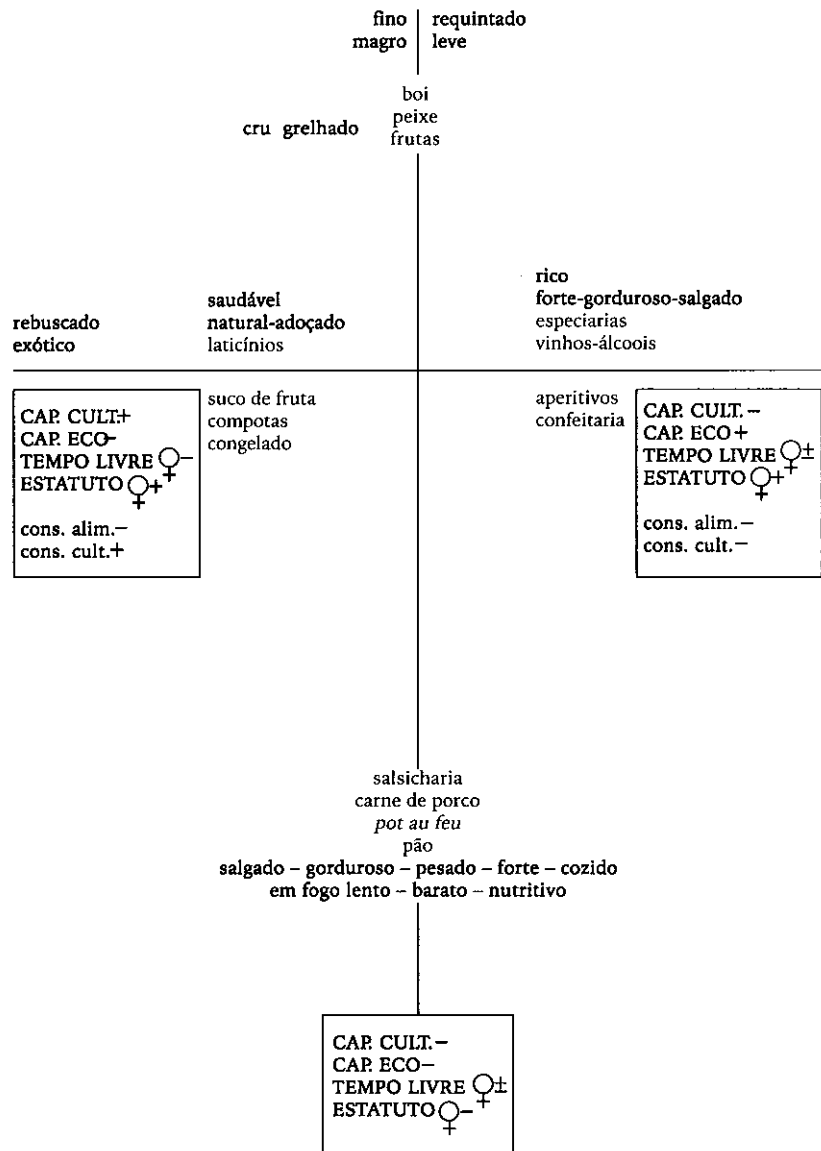 fino requintado
magro leve
boi
peixe
cru grelhado
frutas
rico
saudável forte-gorduroso-salgado
rebuscado natural-adoçado especiarias
exótico laticínios vinhos-álcoois
suco de fruta
compotas
congelado
aperitivos
confeitaria
CAP. CULT.+
CAP. ECO-
TEMPO LIVRE ♀-
ESTATUTO ♀+
cons. alim.-
cons. cult.+
CAP. CULT.-
CAP. ECO+
TEMPO LIVRE ♀±
ESTATUTO ♀+
cons. alim.-
cons. cult.-
salsicharia
carne de porco
pot au feu
pão
salgado – gorduroso – pesado – forte – cozido
em fogo lento – barato – nutritivo
CAP. CULT.-
CAP. ECO-
TEMPO LIVRE ♀±
ESTATUTO ♀-